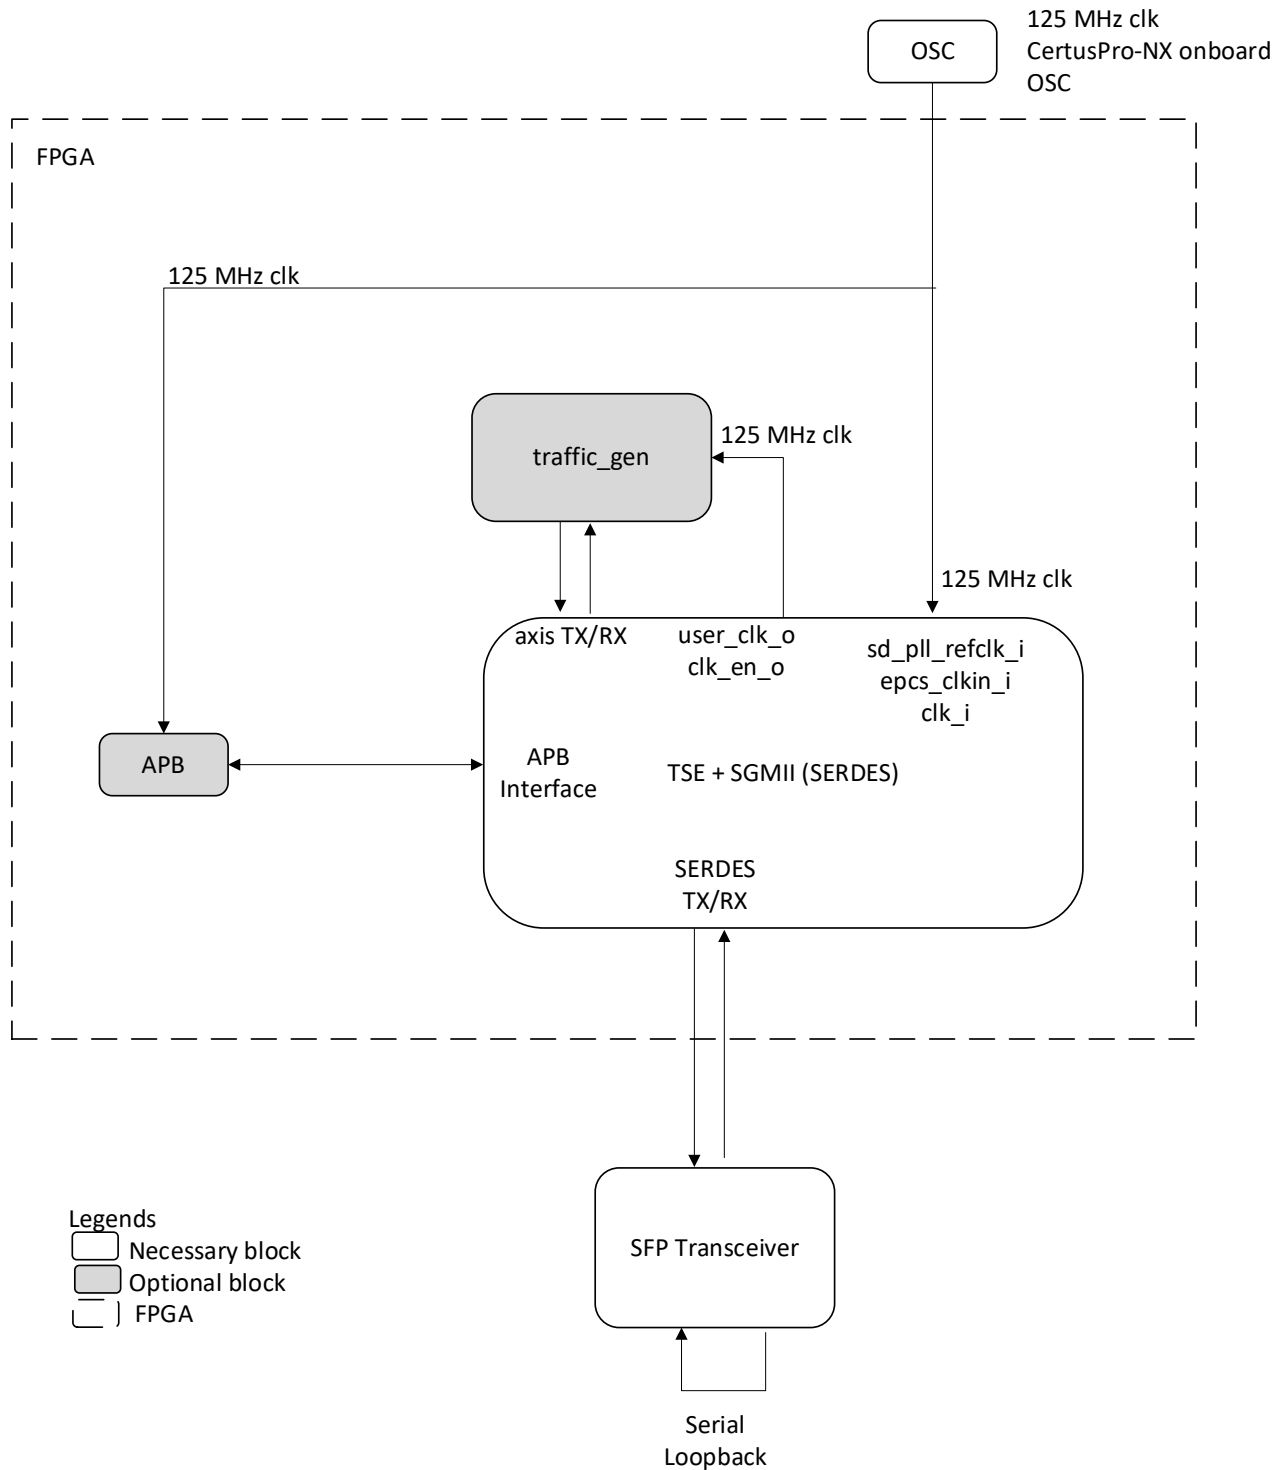 125 MHz clk
OSC
CertusPro-NX onboard
OSC
FPGA
125 MHz clk
125 MHz clk
traffic_gen
125 MHz clk
axis TX/RX
user_clk_o
clk_en_o
sd_pll_refclk_i
epcs_clkin_i
clk_i
APB
APB
Interface
TSE + SGMII (SERDES)
SERDES
TX/RX
SFP Transceiver
Legends
Necessary block
Optional block
FPGA
Serial
Loopback